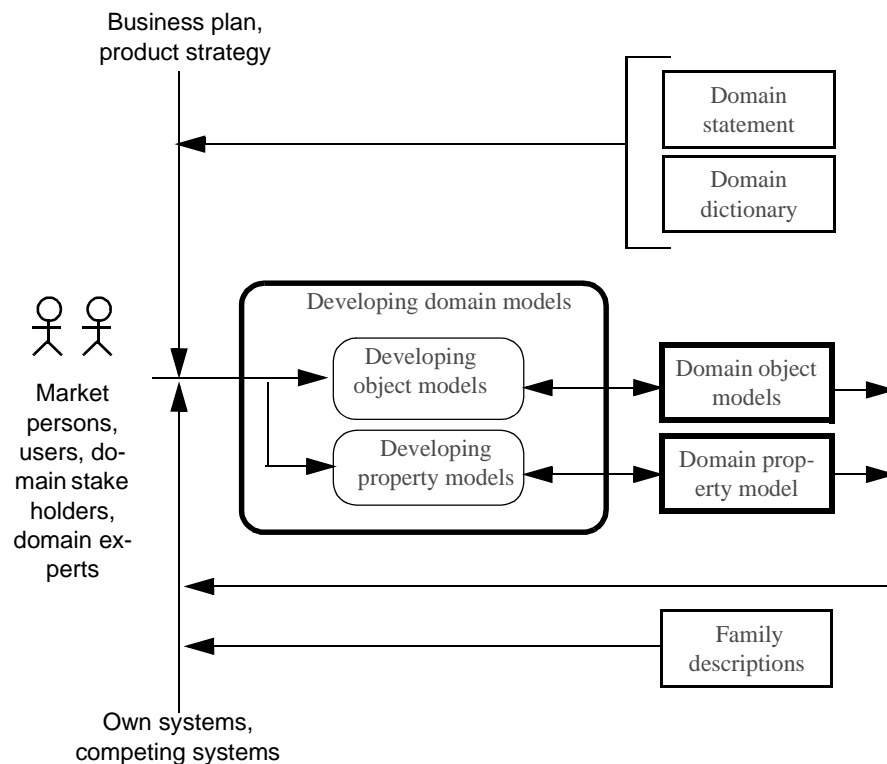 Business plan,
product strategy
Domain
statement
Domain
dictionary
Developing domain models
Developing
object models
Domain object
models
Market
persons,
users, do-
main stake
holders,
domain ex-
perts
Developing
property models
Domain prop-
erty model
Family
descriptions
Own systems,
competing systems